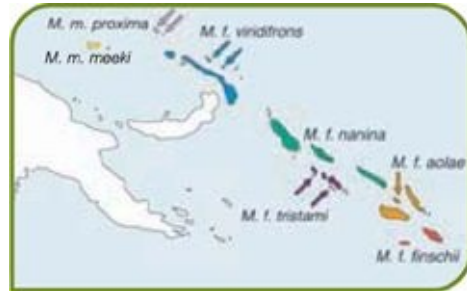 M. m. proxima
M. f. viridifrons
M. m. meeki
M. f. nanina
M. f. aolae
M. f. tristami
M. f. finschii